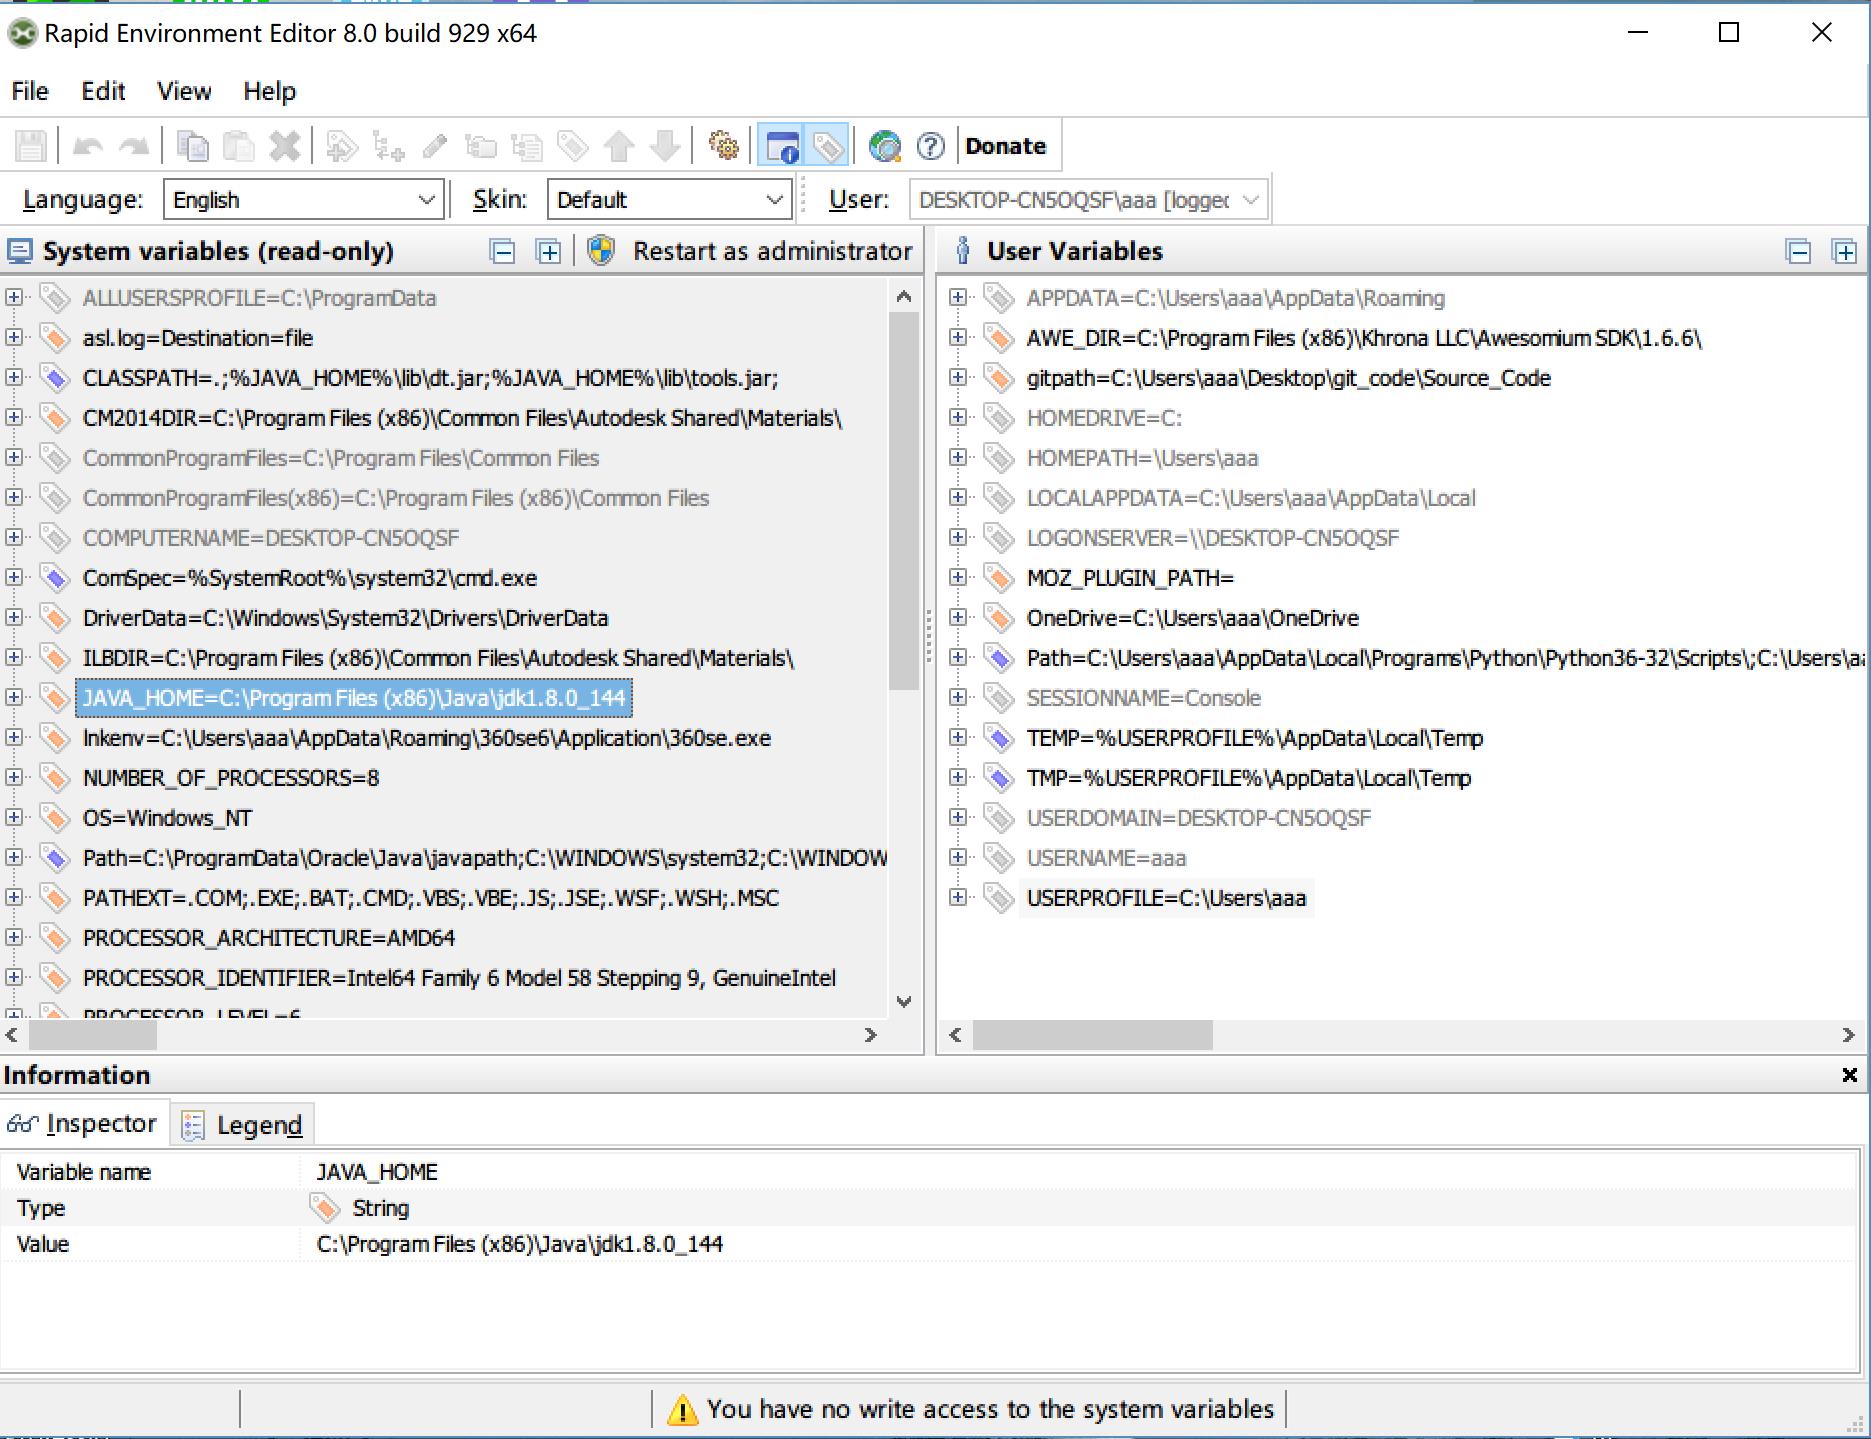 Rapid Environment Editor 8.0 build 929 x64
File Edit View Help
Donate
Language: English Skin: Default User: DESKTOP-CN5OQSF\aaa [logged
System variables (read-only) Restart as administrator
ALLUSERSPROFILE=C:\ProgramData
asl.log=Destination=file
CLASSPATH=.;%JAVA_HOME%\lib\dt.jar;%JAVA_HOME%\lib\tools.jar;
CM2014DIR=C:\Program Files (x86)\Common Files\Autodesk Shared\Materials\
CommonProgramFiles=C:\Program Files\Common Files
CommonProgramFiles(x86)=C:\Program Files (x86)\Common Files
COMPUTERNAME=DESKTOP-CN5OQSF
ComSpec=%SystemRoot%\system32\cmd.exe
DriverData=C:\Windows\System32\Drivers\DriverData
ILBDIR=C:\Program Files (x86)\Common Files\Autodesk Shared\Materials\
JAVA_HOME=C:\Program Files (x86)\Java\jdk1.8.0_144
lnkenv=C:\Users\aaa\AppData\Roaming\360se6\Application\360se.exe
NUMBER_OF_PROCESSORS=8
OS=Windows_NT
Path=C:\ProgramData\Oracle\Java\javapath;C:\WINDOWS\system32;C:\WINDOW
PATHEXT=.COM;.EXE;.BAT;.CMD;.VBS;.VBE;.JS;.JSE;.WSF;.WSH;.MSC
PROCESSOR_ARCHITECTURE=AMD64
PROCESSOR_IDENTIFIER=Intel64 Family 6 Model 58 Stepping 9, GenuineIntel
PROCESSOR_LEVEL=6
User Variables
APPDATA=C:\Users\aaa\AppData\Roaming
AWE_DIR=C:\Program Files (x86)\Khrona LLC\Awesomium SDK\1.6.6\
gitpath=C:\Users\aaa\Desktop\git_code\Source_Code
HOMEDRIVE=C:
HOMEPATH=\Users\aaa
LOCALAPPDATA=C:\Users\aaa\AppData\Local
LOGONSERVER=\\DESKTOP-CN5OQSF
MOZ_PLUGIN_PATH=
OneDrive=C:\Users\aaa\OneDrive
Path=C:\Users\aaa\AppData\Local\Programs\Python\Python36-32\Scripts\;C:\Users\aa
SESSIONNAME=Console
TEMP=%USERPROFILE%\AppData\Local\Temp
TMP=%USERPROFILE%\AppData\Local\Temp
USERDOMAIN=DESKTOP-CN5OQSF
USERNAME=aaa
USERPROFILE=C:\Users\aaa
Information
Inspector Legend
Variable name JAVA_HOME
Type String
Value C:\Program Files (x86)\Java\jdk1.8.0_144
You have no write access to the system variables